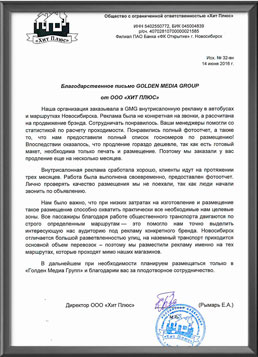 Общество с ограниченной ответственностью «Хит Плюс»
ИНН 5402550772, БИК 045004839
р/сч. 40702810700000021565
Филиал ПАО Банка «ФК Открытие» г. Новосибирск
«Хит Плюс»
Исх. № 32-вн
14 июня 2016 г.
Благодарственное письмо GOLDEN MEDIA GROUP
от ООО «ХИТ ПЛЮС»
Наша организация заказывала в GMG внутрисалонную рекламу в автобусах
и маршрутках Новосибирска. Реклама была не конкретная на звонки, а рассчитана
на продвижение бренда. Сотрудничать понравилось. Ваши менеджеры помогли со
статистикой по расчету проходимости. Понравились полный фотоотчет, а также
то, что нам предоставили полный список госномеров по размещению!
Впоследствии оказалось, что продление гораздо дешевле, так как есть готовый
макет, необходима только печать и размещение. Поэтому мы заказали у вас
продление еще на несколько месяцев.
Внутрисалонная реклама сработала хорошо, клиенты идут на протяжении
трех месяцев. Работа была выполнена своевременно, предоставлен фотоотчет.
Лично проверять качество размещения мы не поехали, так как люди начали
звонить по объявлению.
Нам было важно, что при низких затратах на изготовление и размещение
такое размещение способно охватить практически все необходимые нам целевые
зоны. Все пассажиры благодаря работе общественного транспорта двигаются по
строго определенным маршрутам — это помогло нам точно выделить
интересующую нас аудиторию под рекламу конкретного бренда. Новосибирск
отличается большой разветвленностью улиц, на наземный транспорт приходится
основной объем перевозок – поэтому мы разместили рекламу именно на тех
маршрутах, которые проходят мимо наших магазинов.
В дальнейшем при необходимости планируем размещаться только в
«Голден Медиа Групп» и благодарим вас за плодотворное сотрудничество.
Директор ООО «Хит Плюс»
(Рымарь Е.А.)